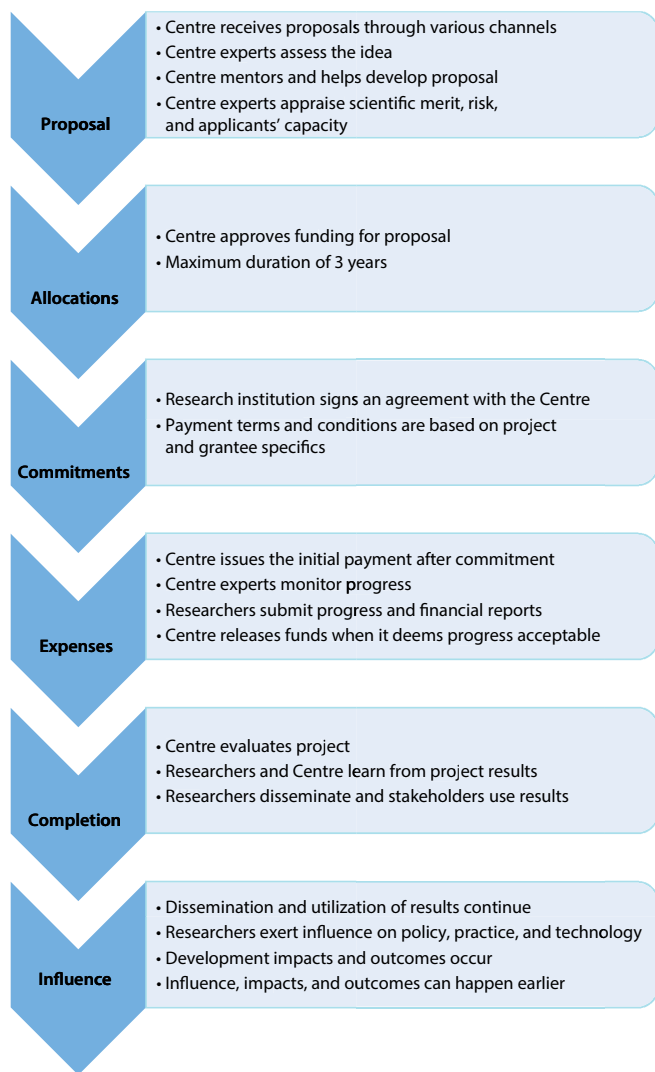 Proposal
• Centre receives proposals through various channels
• Centre experts assess the idea
• Centre mentors and helps develop proposal
• Centre experts appraise scientific merit, risk,
and applicants’ capacity
Allocations
• Centre approves funding for proposal
• Maximum duration of 3 years
Commitments
• Research institution signs an agreement with the Centre
• Payment terms and conditions are based on project
and grantee specifics
Expenses
• Centre issues the initial payment after commitment
• Centre experts monitor progress
• Researchers submit progress and financial reports
• Centre releases funds when it deems progress acceptable
Completion
• Centre evaluates project
• Researchers and Centre learn from project results
• Researchers disseminate and stakeholders use results
Influence
• Dissemination and utilization of results continue
• Researchers exert influence on policy, practice, and technology
• Development impacts and outcomes occur
• Influence, impacts, and outcomes can happen earlier